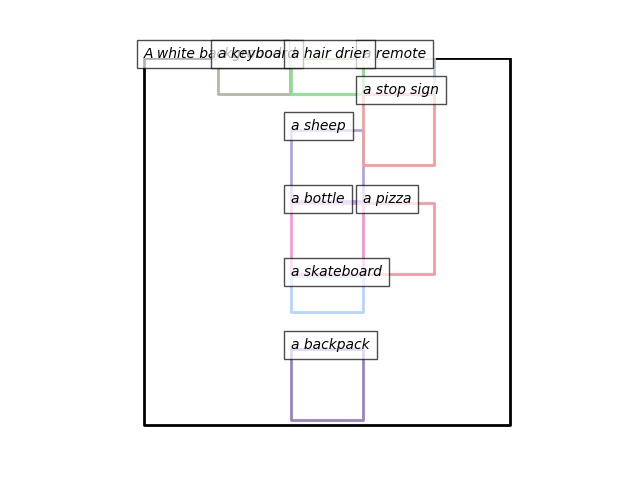 A white ba
a keyboard
a hair drier
a remote
a stop sign
a sheep
a bottle
a pizza
a skateboard
a backpack